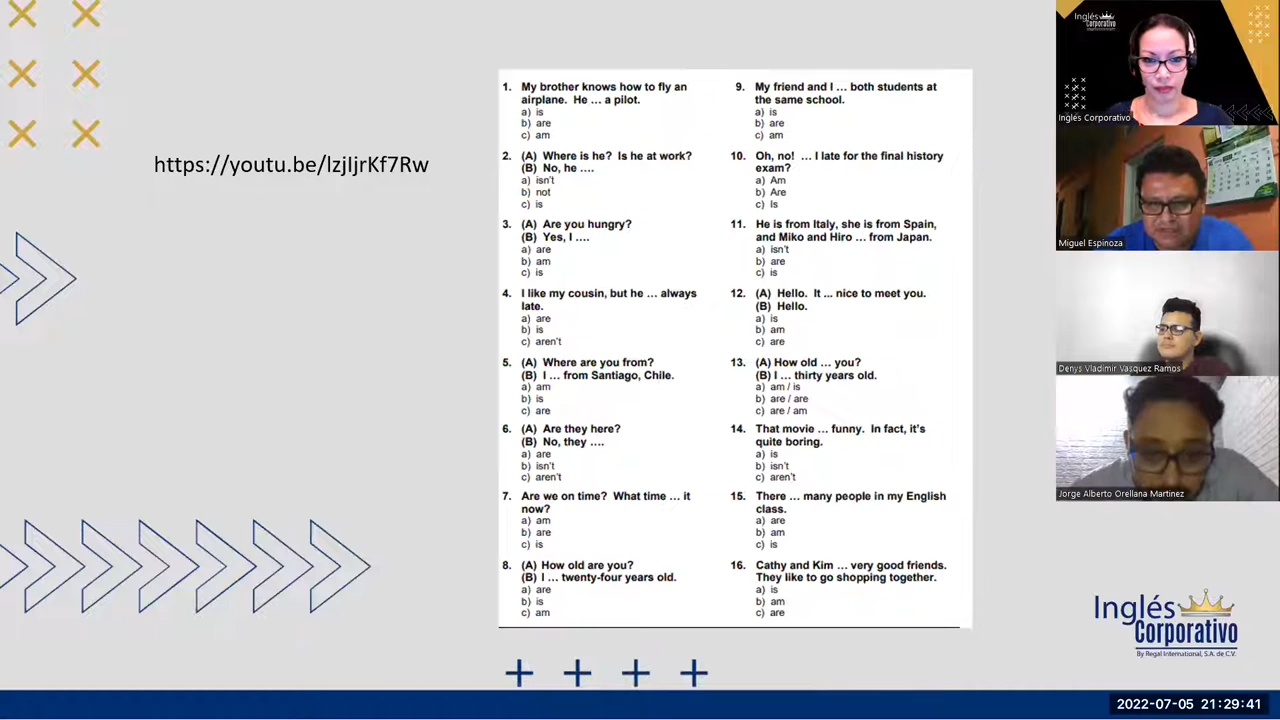 https://youtu.be/lzjIjrKf7Rw
1. My brother knows how to fly an
airplane. He ... a pilot.
a) is
b) are
c) am
2. (A) Where is he? Is he at work?
(B) No, he ....
a) isn't
b) not
c) is
3. (A) Are you hungry?
(B) Yes, I ....
a) are
b) am
c) is
4. I like my cousin, but he ... always
late.
a) are
b) is
c) aren't
5. (A) Where are you from?
(B) I ... from Santiago, Chile.
a) am
b) is
c) are
6. (A) Are they here?
(B) No, they ....
a) are
b) isn't
c) aren't
7. Are we on time? What time ... it
now?
a) am
b) are
c) is
8. (A) How old are you?
(B) I ... twenty-four years old.
a) are
b) is
c) am
9. My friend and I ... both students at
the same school.
a) is
b) are
c) am
10. Oh, no! ... I late for the final history
exam?
a) Am
b) Are
c) Is
11. He is from Italy, she is from Spain,
and Miko and Hiro ... from Japan.
a) isn't
b) are
c) is
12. (A) Hello. It ... nice to meet you.
(B) Hello.
a) is
b) am
c) are
13. (A) How old ... you?
(B) I ... thirty years old.
a) am / is
b) are / are
c) are / am
14. That movie ... funny. In fact, it's
quite boring.
a) is
b) isn't
c) aren't
15. There ... many people in my English
class.
a) are
b) am
c) is
16. Cathy and Kim ... very good friends.
They like to go shopping together.
a) is
b) am
c) are
Inglés
Corporativo
Inglés Corporativo
Miguel Espinoza
Denys Vladimir Vasquez Ramos
Jorge Alberto Orellana Martinez
Inglés
Corporativo
By Regal International, S.A. de C.V.
2022-07-05 21:29:41